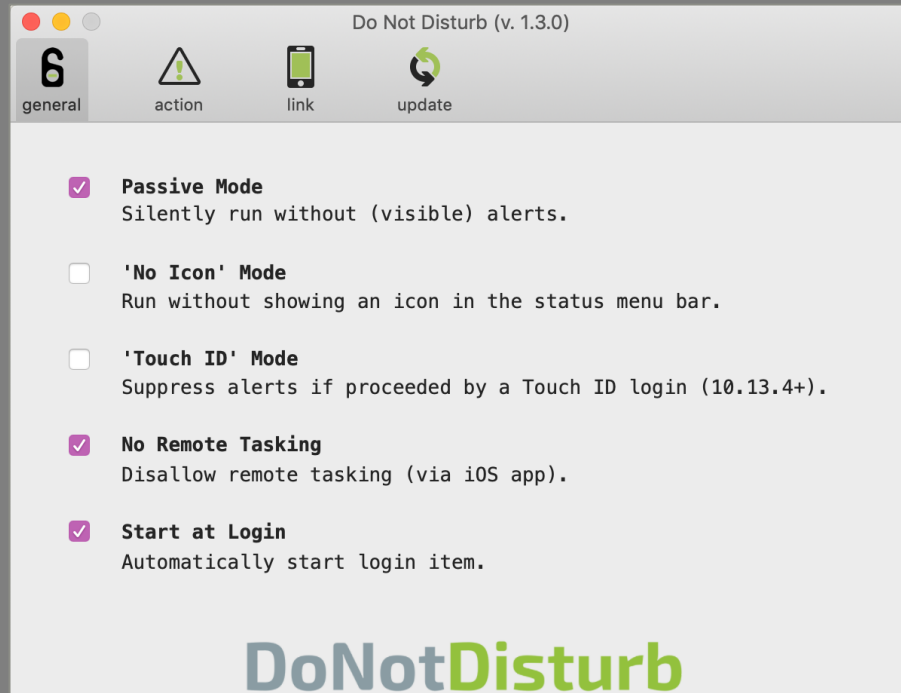 Do Not Disturb (v. 1.3.0)
general action link update
Passive Mode
Silently run without (visible) alerts.
'No Icon' Mode
Run without showing an icon in the status menu bar.
'Touch ID' Mode
Suppress alerts if proceeded by a Touch ID login (10.13.4+).
No Remote Tasking
Disallow remote tasking (via iOS app).
Start at Login
Automatically start login item.
DoNotDisturb